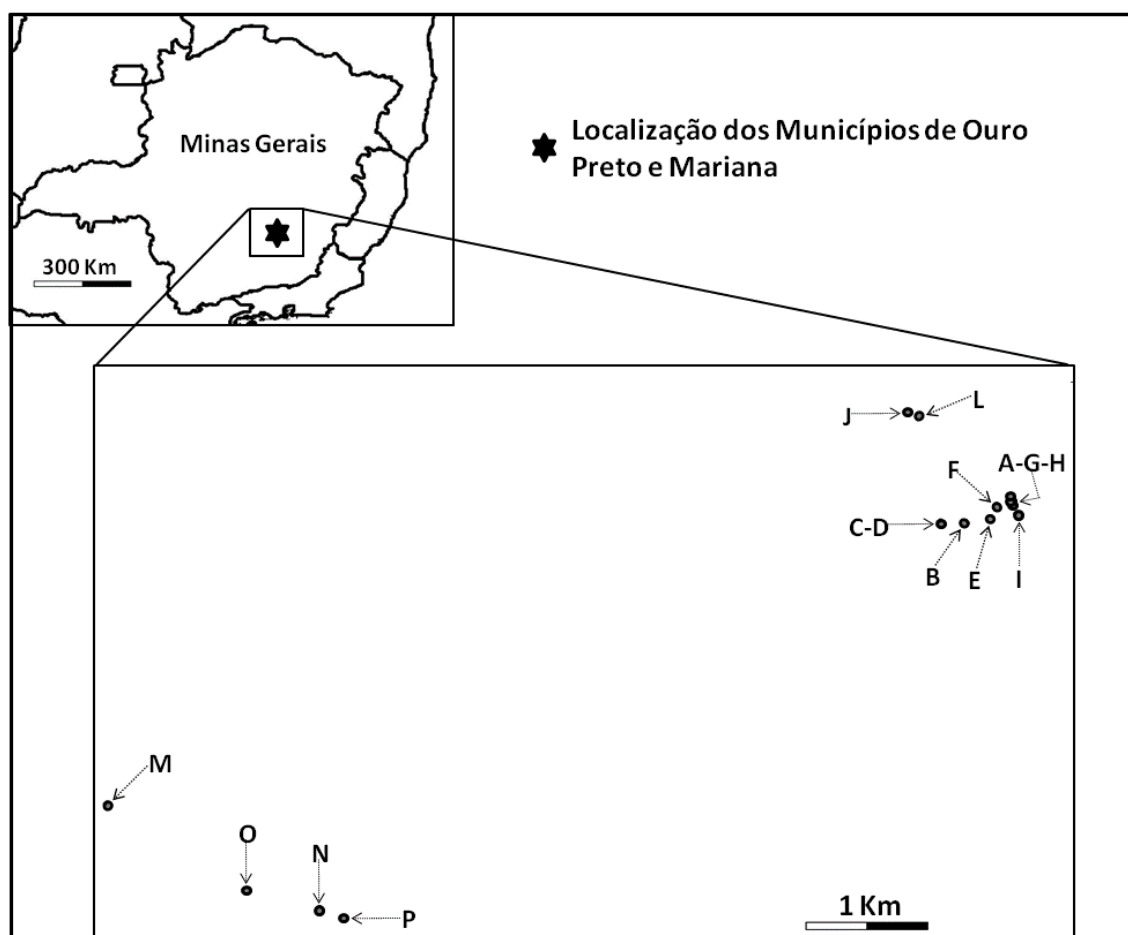 Minas Gerais
Localização dos Municípios de Ouro
Preto e Mariana
300 Km
J
L
F
A-G-H
C-D
B
E
I
M
O
N
P
1 Km